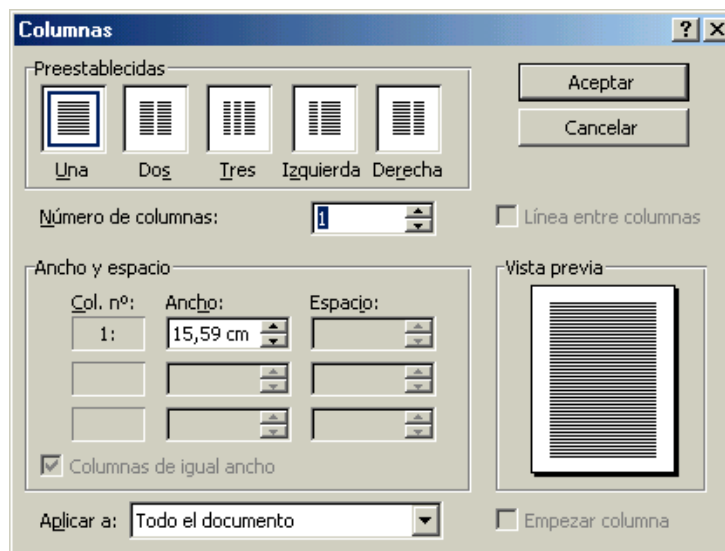 Columnas
Preestablecidas
Una Dos Tres Izquierda Derecha
Aceptar
Cancelar
Número de columnas: 1
Línea entre columnas
Ancho y espacio
Col. nº: Ancho: Espacio:
1: 15,59 cm
Columnas de igual ancho
Vista previa
Aplicar a: Todo el documento
Empezar columna